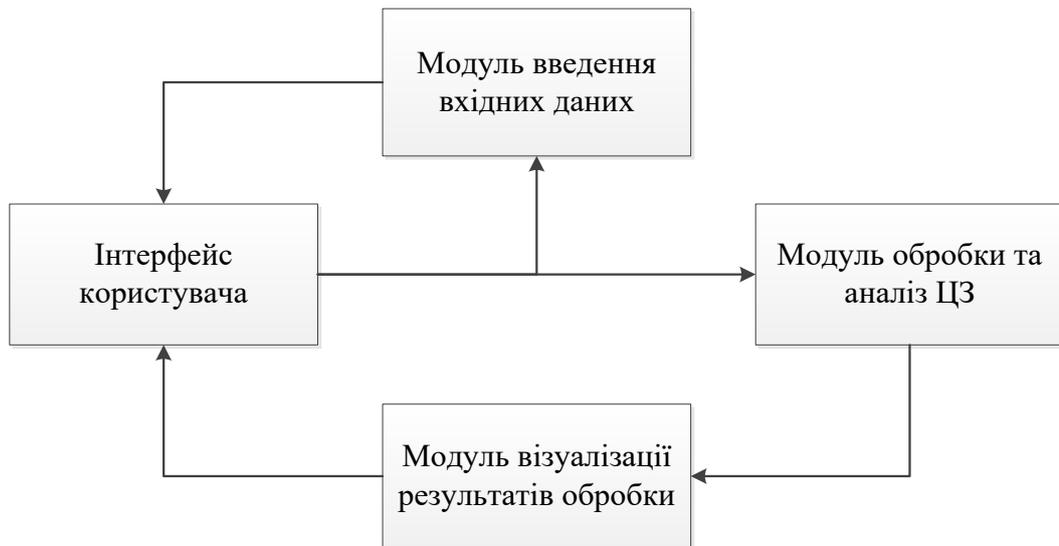 Модуль введення
вхідних даних
Інтерфейс
користувача
Модуль обробки та
аналіз ЦЗ
Модуль візуалізації
результатів обробки